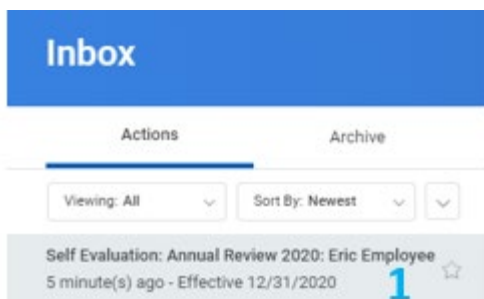 Inbox
Actions Archive
Viewing: All Sort By: Newest
Self Evaluation: Annual Review 2020: Eric Employee
5 minute(s) ago - Effective 12/31/2020 1